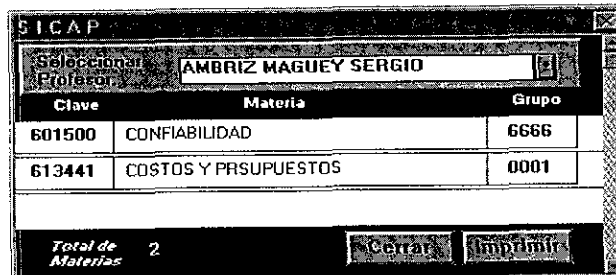 SICAP
Seleccionar
Profesor:
AMBRIZ MAGUEY SERGIO
Clave Materia Grupo
601500 CONFIABILIDAD 6666
613441 COSTOS Y PRSUPUESTOS 0001
Total de
Materias 2
Cerrar Imprimir